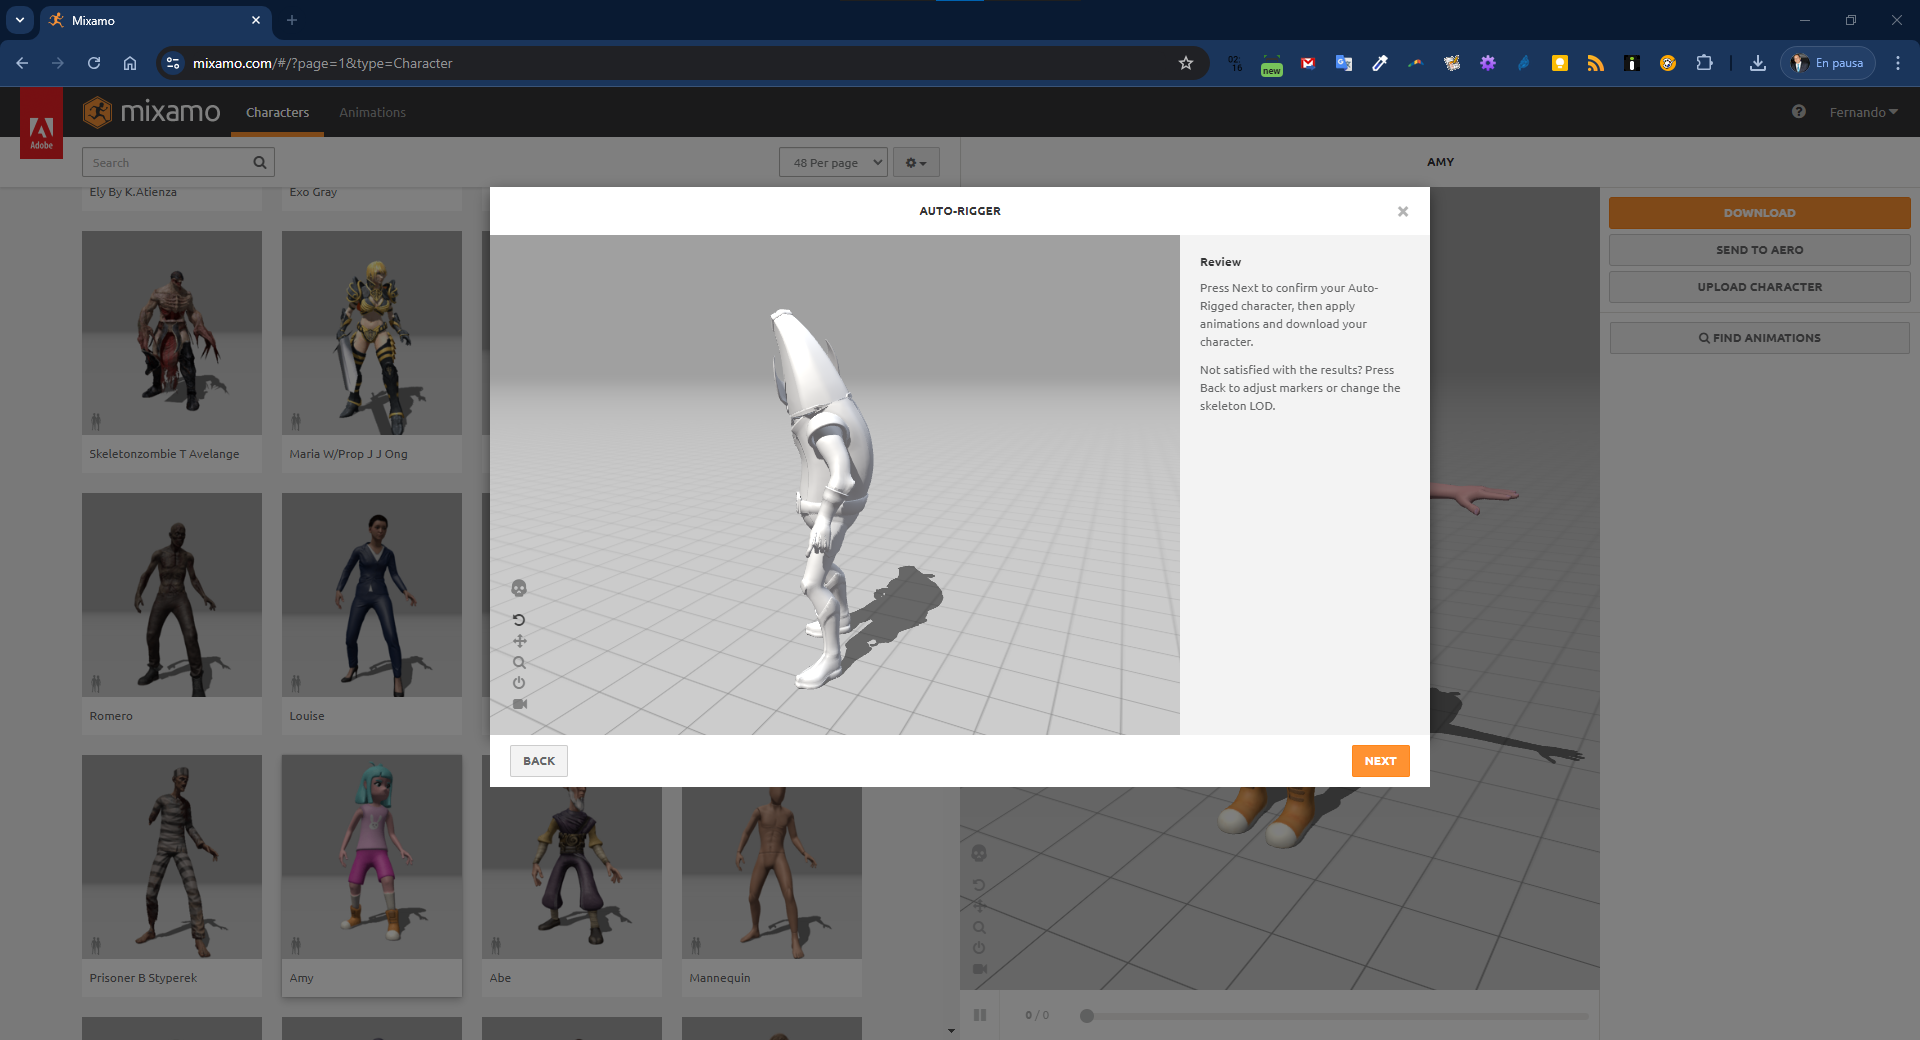 Mixamo
mixamo.com/#/?page=1&type=Character
02:
16
new
En pausa
Adobe
mixamo
Characters
Animations
Fernando
Search
48 Per page
AMY
Ely By K.Atienza
Exo Gray
AUTO-RIGGER
DOWNLOAD
SEND TO AERO
UPLOAD CHARACTER
FIND ANIMATIONS
Review
Press Next to confirm your Auto-
Rigged character, then apply
animations and download your
character.
Not satisfied with the results? Press
Back to adjust markers or change the
skeleton LOD.
Skeletonzombie T Avelange
Maria W/Prop J J Ong
Romero
Louise
BACK
NEXT
Prisoner B Styperek
Amy
Abe
Mannequin
0 / 0